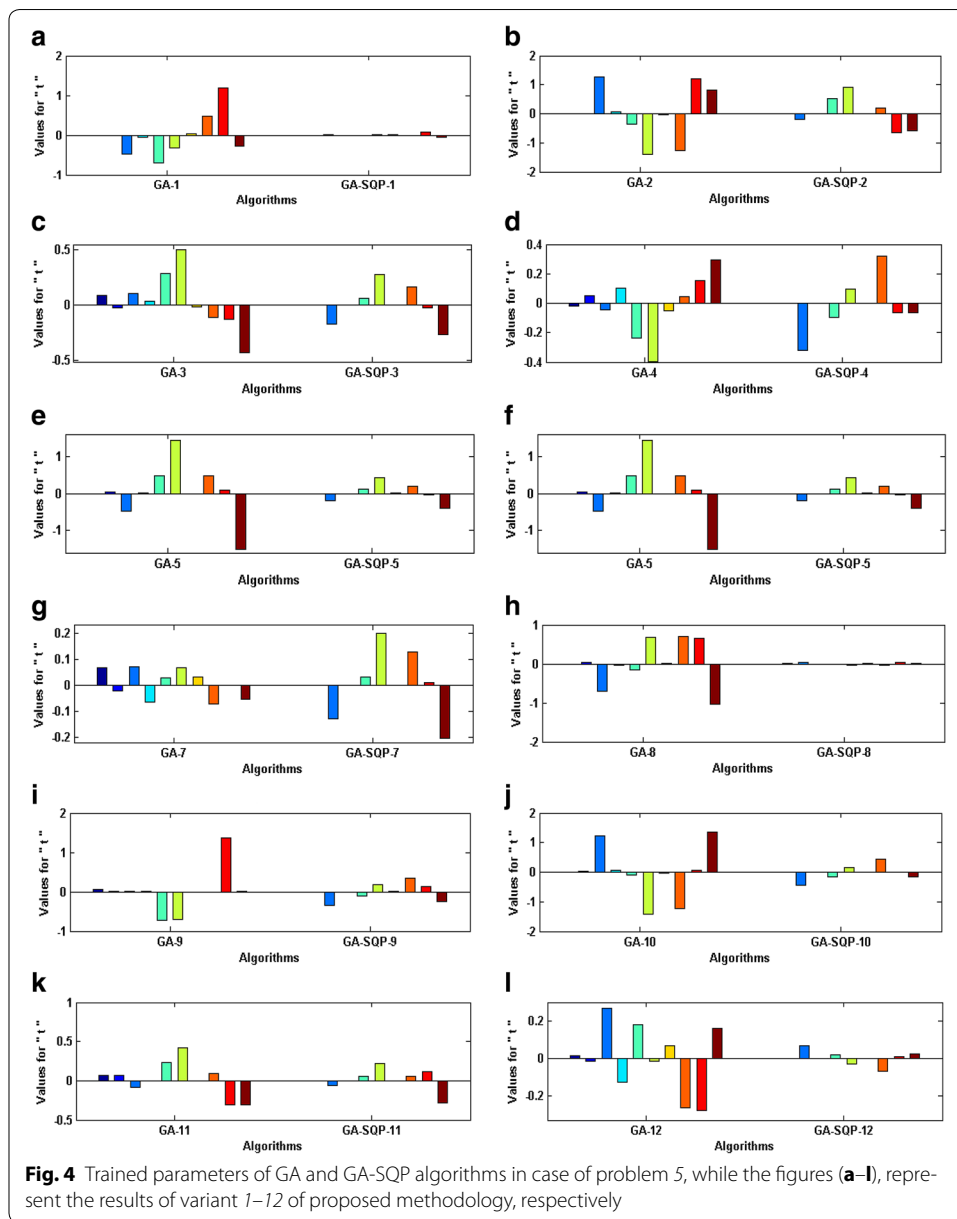 a
b
2
1
0
-1
Values for " t "
GA-1
GA-SQP-1
Algorithms
2
1
0
-1
-2
Values for " t "
GA-2
GA-SQP-2
Algorithms
c
d
0.5
0
-0.5
Values for " t "
GA-3
GA-SQP-3
Algorithms
0.4
0.2
0
-0.2
-0.4
Values for " t "
GA-4
GA-SQP-4
Algorithms
e
f
1
0
-1
Values for " t "
GA-5
GA-SQP-5
Algorithms
1
0
-1
Values for " t "
GA-5
GA-SQP-5
Algorithms
g
h
0.2
0.1
0
-0.1
-0.2
Values for " t "
GA-7
GA-SQP-7
Algorithms
1
0
-1
-2
Values for " t "
GA-8
GA-SQP-8
Algorithms
i
j
2
1
0
-1
Values for " t "
GA-9
GA-SQP-9
Algorithms
2
1
0
-1
-2
Values for " t "
GA-10
GA-SQP-10
Algorithms
k
l
1
0.5
0
-0.5
Values for " t "
GA-11
GA-SQP-11
Algorithms
0.2
0
-0.2
Values for " t "
GA-12
GA-SQP-12
Algorithms
Fig. 4 Trained parameters of GA and GA-SQP algorithms in case of problem 5, while the figures (a–l), repre-
sent the results of variant 1–12 of proposed methodology, respectively